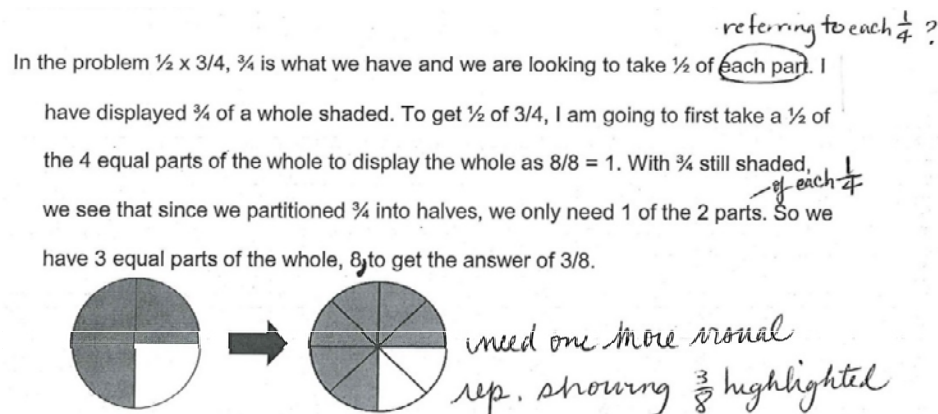 referring to each 1/4 ?
In the problem ½ x 3/4, ¾ is what we have and we are looking to take ½ of each part. I
have displayed ¾ of a whole shaded. To get ½ of 3/4, I am going to first take a ½ of
the 4 equal parts of the whole to display the whole as 8/8 = 1. With ¾ still shaded,
of each 1/4
we see that since we partitioned ¾ into halves, we only need 1 of the 2 parts. So we
have 3 equal parts of the whole, 8, to get the answer of 3/8.
need one more visual
rep. showing 3/8 highlighted